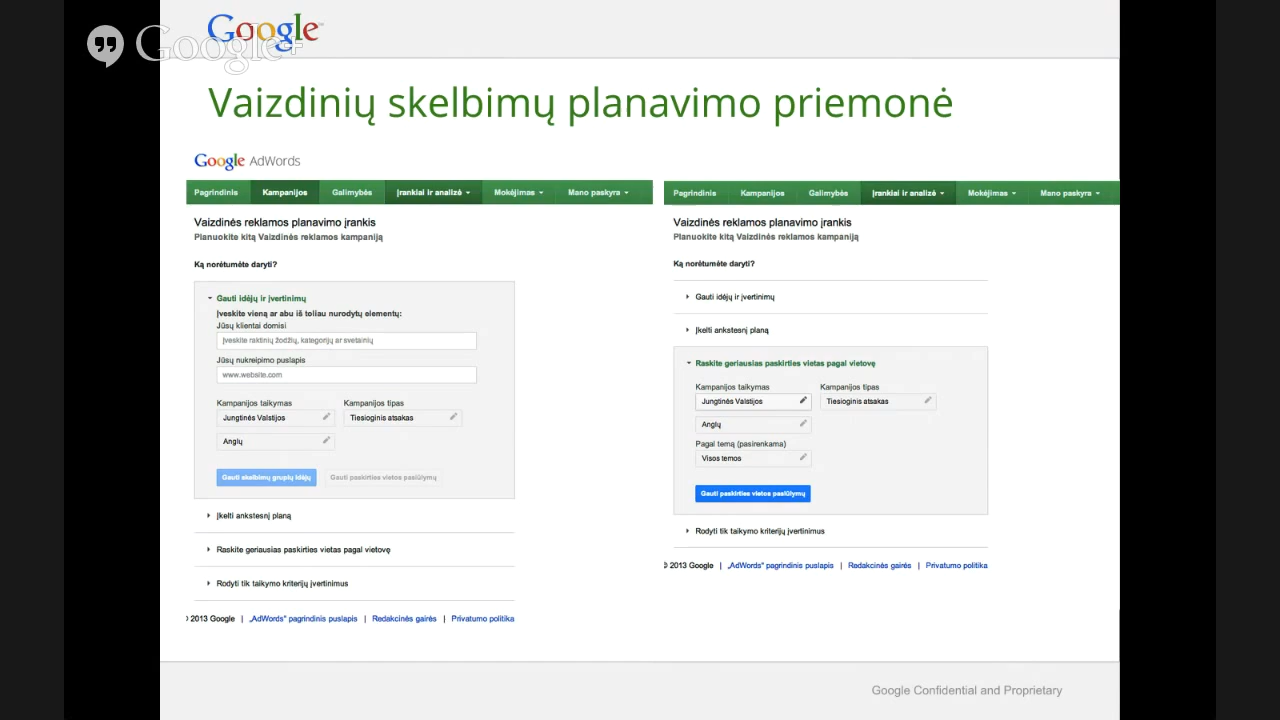 Google
Google+
Vaizdinių skelbimų planavimo priemonė
Google AdWords
Pagrindinis Kampanijos Galimybės Įrankiai ir analizė Mokėjimas Mano paskyra
Vaizdinės reklamos planavimo įrankis
Planuokite kitą Vaizdinės reklamos kampaniją
Ką norėtumėte daryti?
Gauti idėjų ir įvertinimų
Įveskite vieną ar abu iš toliau nurodytų elementų:
Jūsų klientai domisi
Įveskite raktinių žodžių, kategorijų ar svetainių
Jūsų nukreipimo puslapis
www.website.com
Kampanijos taikymas Kampanijos tipas
Jungtinės Valstijos Tiesioginis atsakas
Anglų
Gauti skelbimų grupių idėjų Gauti paskirties vietos pasiūlymų
Įkelti ankstesnį planą
Raskite geriausias paskirties vietas pagal vietovę
Rodyti tik taikymo kriterijų įvertinimus
2013 Google | „AdWords“ pagrindinis puslapis | Redakcinės gairės | Privatumo politika
Pagrindinis Kampanijos Galimybės Įrankiai ir analizė Mokėjimas Mano paskyra
Vaizdinės reklamos planavimo įrankis
Planuokite kitą Vaizdinės reklamos kampaniją
Ką norėtumėte daryti?
Gauti idėjų ir įvertinimų
Įkelti ankstesnį planą
Raskite geriausias paskirties vietas pagal vietovę
Kampanijos taikymas Kampanijos tipas
Jungtinės Valstijos Tiesioginis atsakas
Anglų
Pagal temą (pasirenkama)
Visos temos
Gauti paskirties vietos pasiūlymų
Rodyti tik taikymo kriterijų įvertinimus
2013 Google | „AdWords“ pagrindinis puslapis | Redakcinės gairės | Privatumo politika
Google Confidential and Proprietary